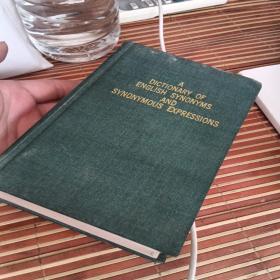 A
DICTIONARY OF
ENGLISH SYNONYMS
AND
SYNONYMOUS EXPRESSIONS